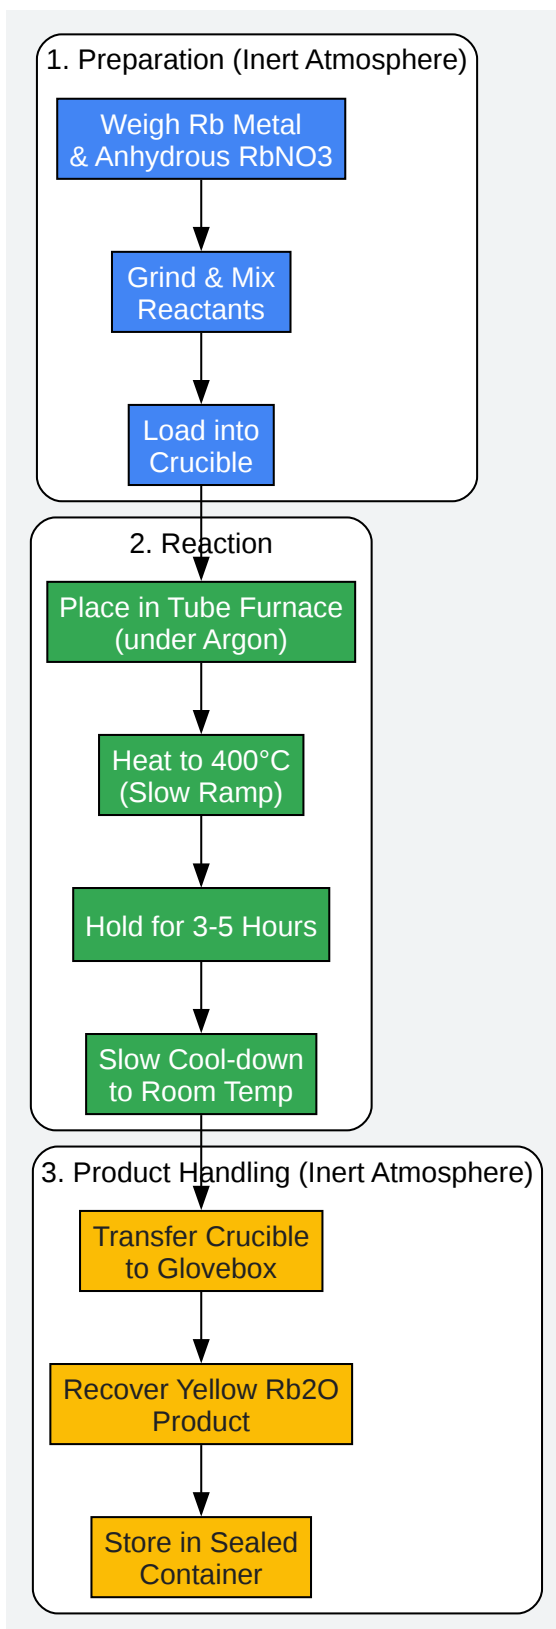 1. Preparation (Inert Atmosphere)
Weigh Rb Metal
& Anhydrous RbNO3
Grind & Mix
Reactants
Load into
Crucible
2. Reaction
Place in Tube Furnace
(under Argon)
Heat to 400°C
(Slow Ramp)
Hold for 3-5 Hours
Slow Cool-down
to Room Temp
3. Product Handling (Inert Atmosphere)
Transfer Crucible
to Glovebox
Recover Yellow Rb2O
Product
Store in Sealed
Container